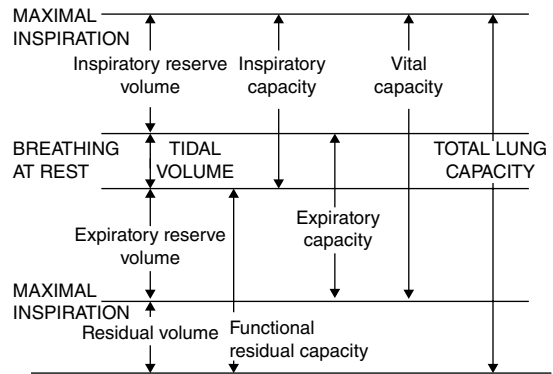 MAXIMAL
INSPIRATION
Inspiratory reserve
volume
Inspiratory
capacity
Vital
capacity
BREATHING
AT REST
TIDAL
VOLUME
TOTAL LUNG
CAPACITY
Expiratory
capacity
Expiratory reserve
volume
MAXIMAL
INSPIRATION
Residual volume
Functional
residual capacity